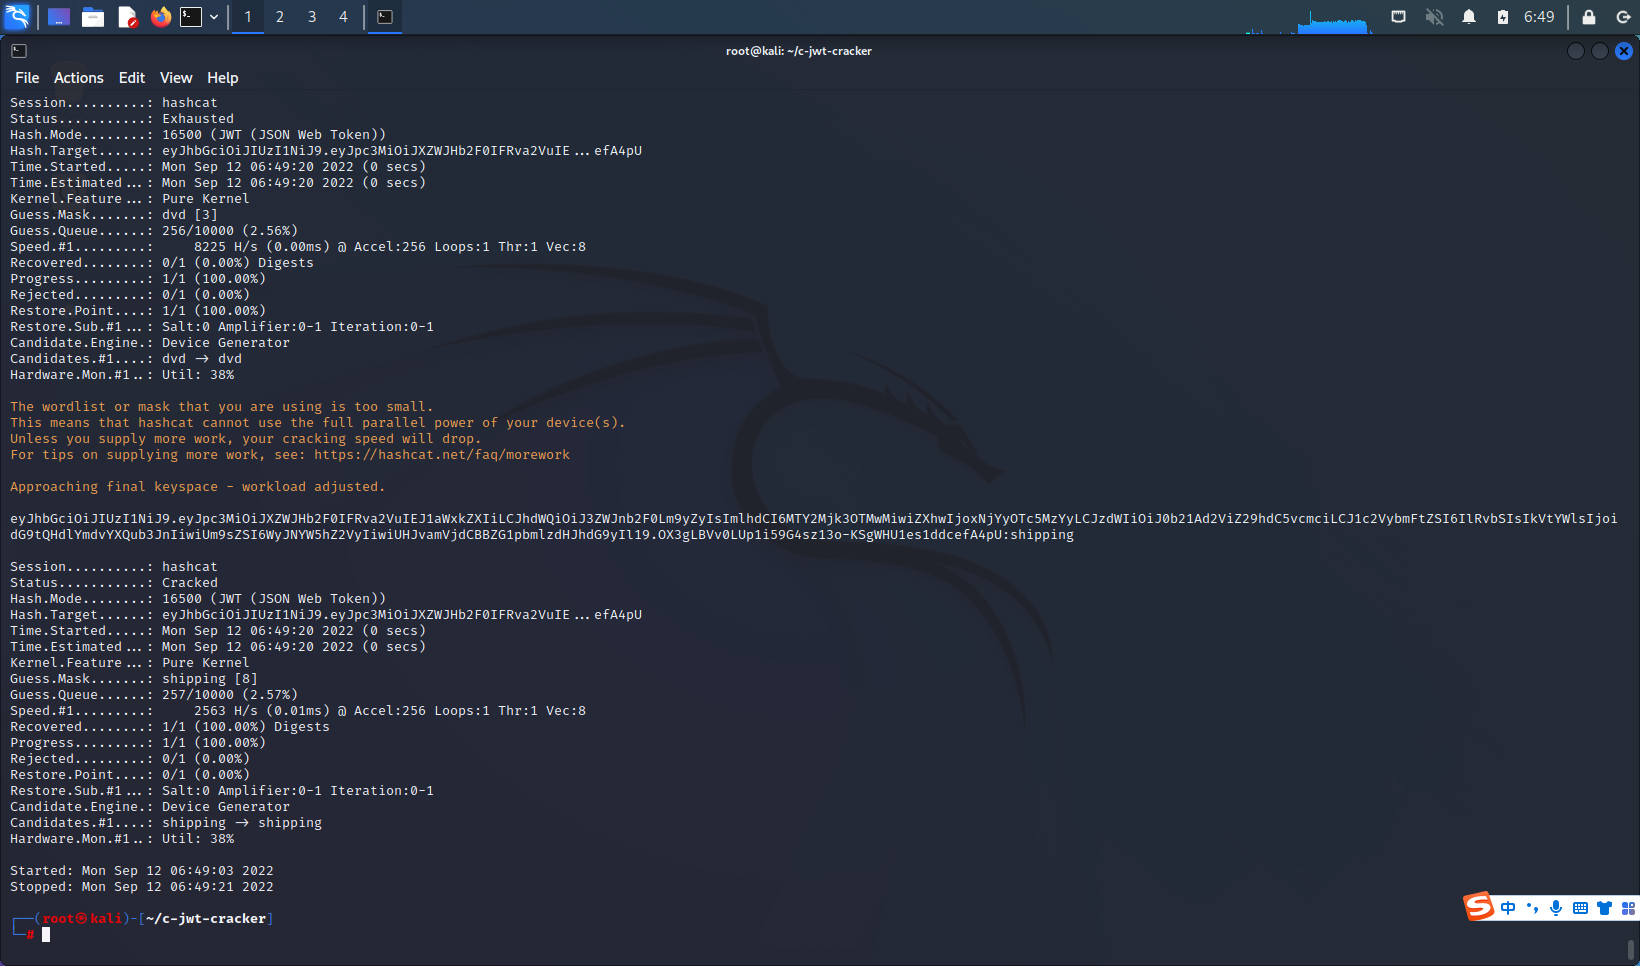 1 2 3 4
6:49
root@kali: ~/c-jwt-cracker
File Actions Edit View Help
Session..........: hashcat
Status...........: Exhausted
Hash.Mode........: 16500 (JWT (JSON Web Token))
Hash.Target......: eyJhbGciOiJIUzI1NiJ9.eyJpc3MiOiJXZWJHb2F0IFRva2VuIE...efA4pU
Time.Started.....: Mon Sep 12 06:49:20 2022 (0 secs)
Time.Estimated...: Mon Sep 12 06:49:20 2022 (0 secs)
Kernel.Feature...: Pure Kernel
Guess.Mask.......: dvd [3]
Guess.Queue......: 256/10000 (2.56%)
Speed.#1.........:     8225 H/s (0.00ms) @ Accel:256 Loops:1 Thr:1 Vec:8
Recovered........: 0/1 (0.00%) Digests
Progress.........: 1/1 (100.00%)
Rejected.........: 0/1 (0.00%)
Restore.Point....: 1/1 (100.00%)
Restore.Sub.#1...: Salt:0 Amplifier:0-1 Iteration:0-1
Candidate.Engine.: Device Generator
Candidates.#1....: dvd -> dvd
Hardware.Mon.#1..: Util: 38%
The wordlist or mask that you are using is too small.
This means that hashcat cannot use the full parallel power of your device(s).
Unless you supply more work, your cracking speed will drop.
For tips on supplying more work, see: https://hashcat.net/faq/morework
Approaching final keyspace - workload adjusted.
eyJhbGciOiJIUzI1NiJ9.eyJpc3MiOiJXZWJHb2F0IFRva2VuIEJ1aWxkZXIiLCJhdWQiOiJ3ZWJnb2F0Lm9yZyIsImlhdCI6MTY2Mjk3OTMwMiwiZXhwIjoxNjYyOTc5MzYyLCJzdWIiOiJ0b21Ad2ViZ29hdC5vcmciLCJ1c2VybmFtZSI6IlRvbSIsIkVtYWlsIjoi
dG9tQHdlYmdvYXQub3JnIiwiUm9sZSI6WyJNYW5hZ2VyIiwiUHJvamVjdCBBZG1pbmlzdHJhdG9yIl19.OX3gLBVv0LUp1i59G4sz13o-KSgWHU1es1ddcefA4pU:shipping
Session..........: hashcat
Status...........: Cracked
Hash.Mode........: 16500 (JWT (JSON Web Token))
Hash.Target......: eyJhbGciOiJIUzI1NiJ9.eyJpc3MiOiJXZWJHb2F0IFRva2VuIE...efA4pU
Time.Started.....: Mon Sep 12 06:49:20 2022 (0 secs)
Time.Estimated...: Mon Sep 12 06:49:20 2022 (0 secs)
Kernel.Feature...: Pure Kernel
Guess.Mask.......: shipping [8]
Guess.Queue......: 257/10000 (2.57%)
Speed.#1.........:     2563 H/s (0.01ms) @ Accel:256 Loops:1 Thr:1 Vec:8
Recovered........: 1/1 (100.00%) Digests
Progress.........: 1/1 (100.00%)
Rejected.........: 0/1 (0.00%)
Restore.Point....: 0/1 (0.00%)
Restore.Sub.#1...: Salt:0 Amplifier:0-1 Iteration:0-1
Candidate.Engine.: Device Generator
Candidates.#1....: shipping -> shipping
Hardware.Mon.#1..: Util: 38%
Started: Mon Sep 12 06:49:03 2022
Stopped: Mon Sep 12 06:49:21 2022
┌──(root㉿kali)-[~/c-jwt-cracker]
└─#
S 中